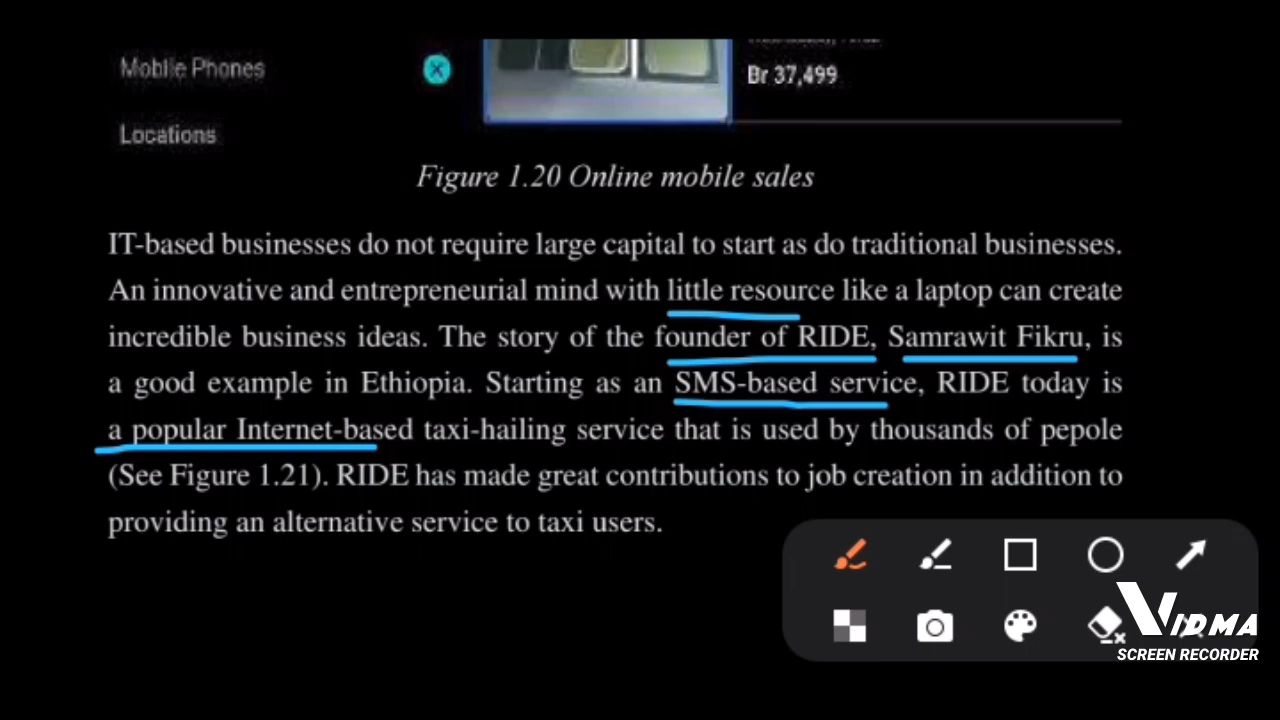 Mobile Phones
Br 37,499
Locations
Figure 1.20 Online mobile sales
IT-based businesses do not require large capital to start as do traditional businesses.
An innovative and entrepreneurial mind with little resource like a laptop can create
incredible business ideas. The story of the founder of RIDE, Samrawit Fikru, is
a good example in Ethiopia. Starting as an SMS-based service, RIDE today is
a popular Internet-based taxi-hailing service that is used by thousands of pepole
(See Figure 1.21). RIDE has made great contributions to job creation in addition to
providing an alternative service to taxi users.
VIDMA
SCREEN RECORDER